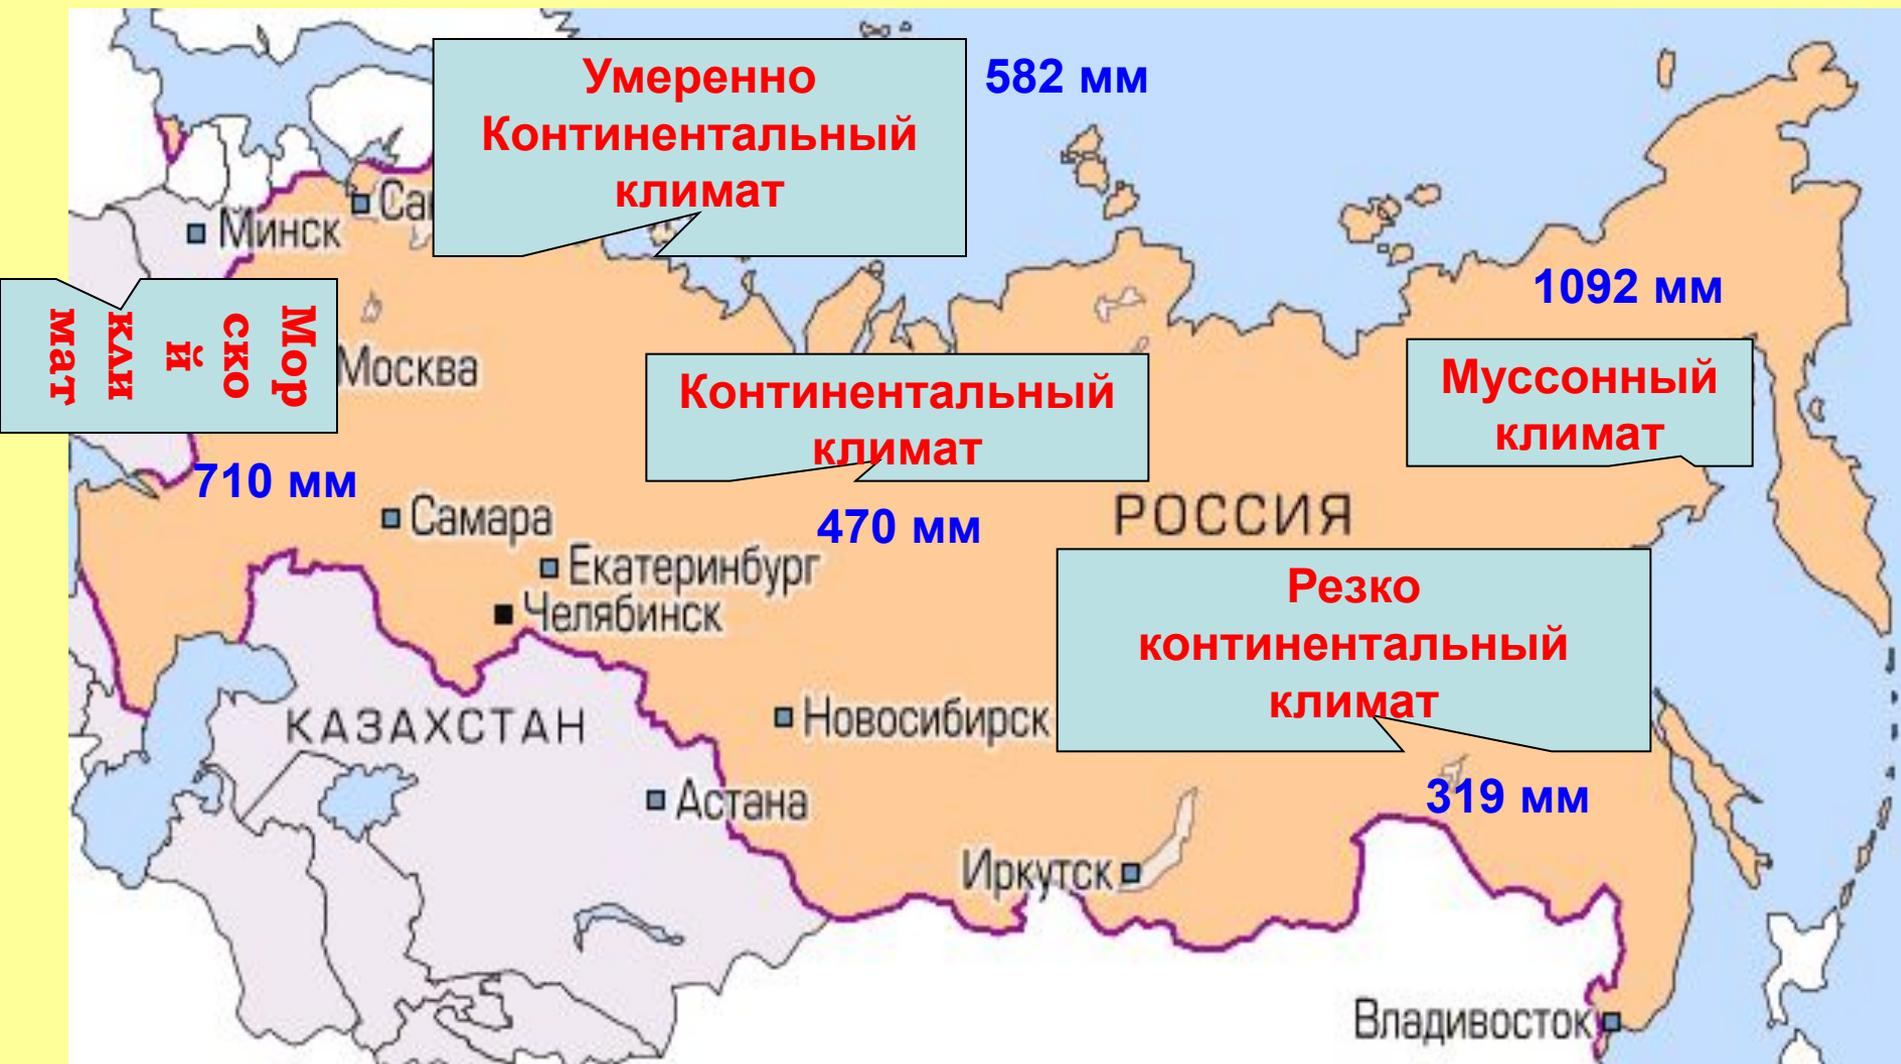 Умеренно
Континентальный
климат
582 мм
Минск
1092 мм
Мор
ско
й
кли
мат
Москва
Континентальный
климат
Муссонный
климат
710 мм
Самара
470 мм
РОССИЯ
Екатеринбург
Челябинск
Резко
континентальный
климат
КАЗАХСТАН
Новосибирск
319 мм
Астана
Иркутск
Владивосток